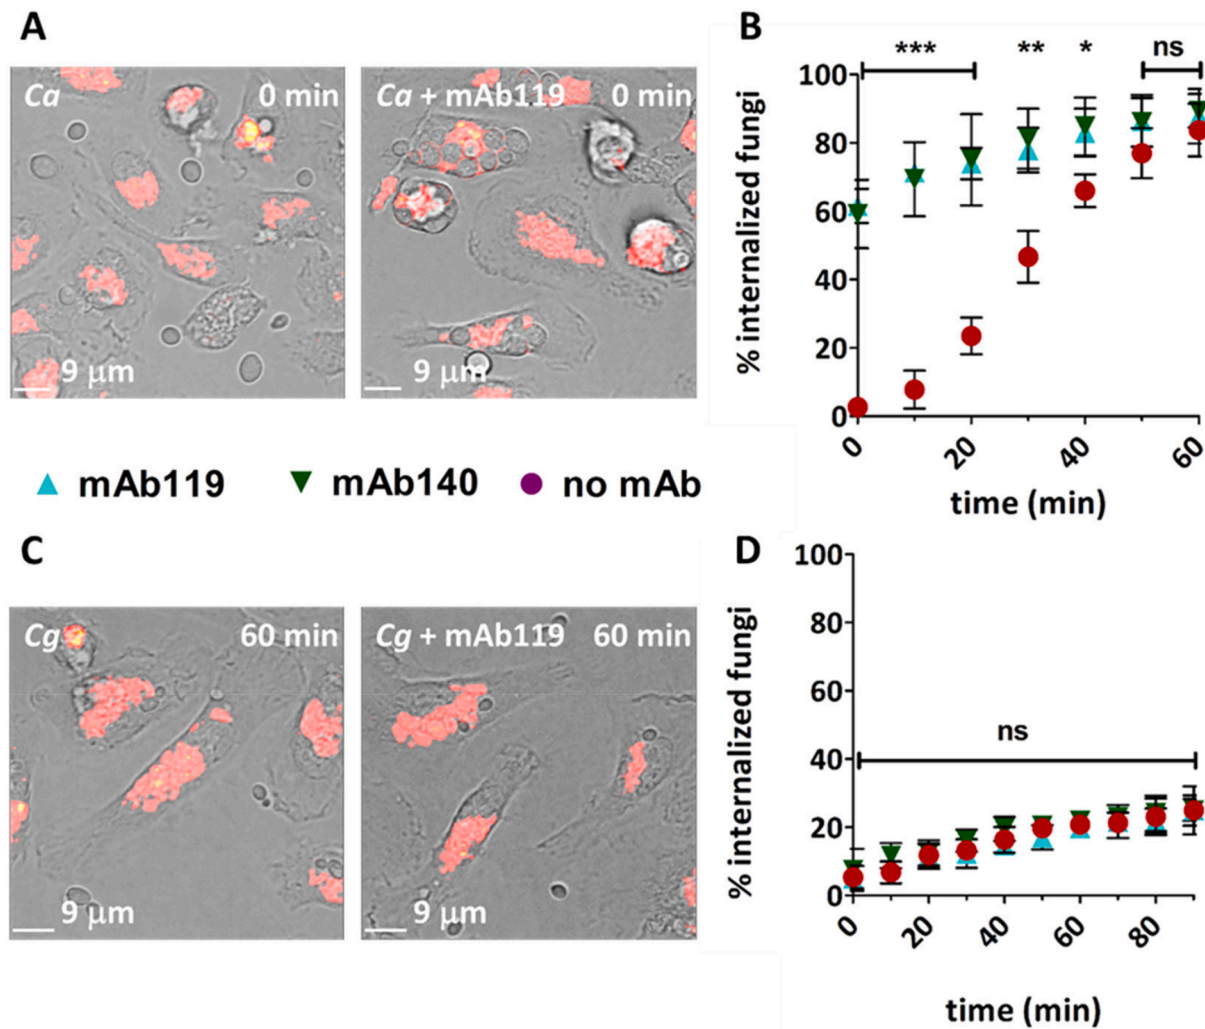 A
Ca 0 min
9 μm
Ca + mAb119 0 min
9 μm
B
% internalized fungi
100
80
60
40
20
0
*** ** * ns
0 20 40 60
time (min)
mAb119 mAb140 no mAb
C
Cg 60 min
9 μm
Cg + mAb119 60 min
9 μm
D
% internalized fungi
100
80
60
40
20
0
ns
0 20 40 60 80
time (min)